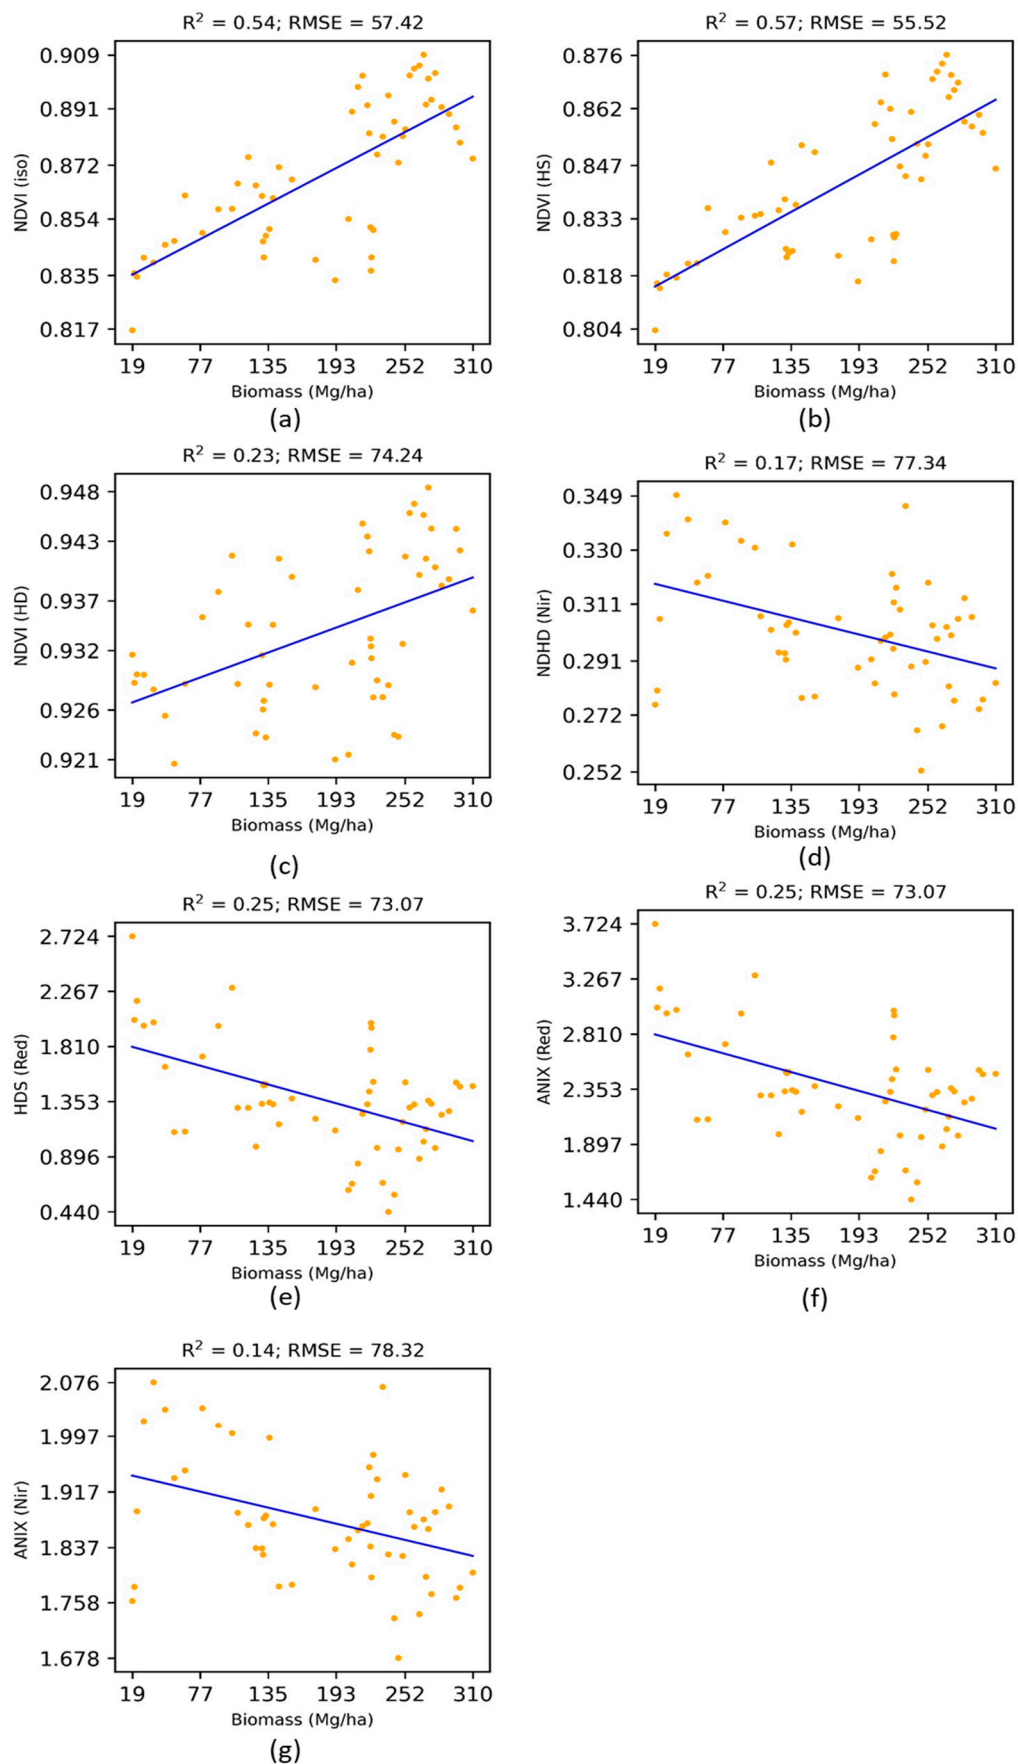 R² = 0.54; RMSE = 57.42
0.909
0.891
0.872
0.854
0.835
0.817
NDVI (iso)
19 77 135 193 252 310
Biomass (Mg/ha)
(a)
R² = 0.57; RMSE = 55.52
0.876
0.862
0.847
0.833
0.818
0.804
NDVI (HS)
19 77 135 193 252 310
Biomass (Mg/ha)
(b)
R² = 0.23; RMSE = 74.24
0.948
0.943
0.937
0.932
0.926
0.921
NDVI (HD)
19 77 135 193 252 310
Biomass (Mg/ha)
(c)
R² = 0.17; RMSE = 77.34
0.349
0.330
0.311
0.291
0.272
0.252
NDHD (Nir)
19 77 135 193 252 310
Biomass (Mg/ha)
(d)
R² = 0.25; RMSE = 73.07
2.724
2.267
1.810
1.353
0.896
0.440
HDS (Red)
19 77 135 193 252 310
Biomass (Mg/ha)
(e)
R² = 0.25; RMSE = 73.07
3.724
3.267
2.810
2.353
1.897
1.440
ANIX (Red)
19 77 135 193 252 310
Biomass (Mg/ha)
(f)
R² = 0.14; RMSE = 78.32
2.076
1.997
1.917
1.837
1.758
1.678
ANIX (Nir)
19 77 135 193 252 310
Biomass (Mg/ha)
(g)